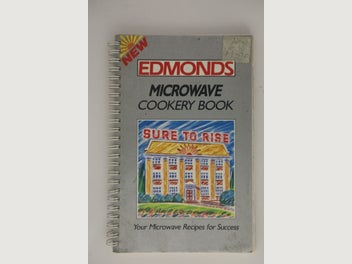 NEW
EDMONDS
MICROWAVE
COOKERY BOOK
SURE TO RISE
Your Microwave Recipes for Success